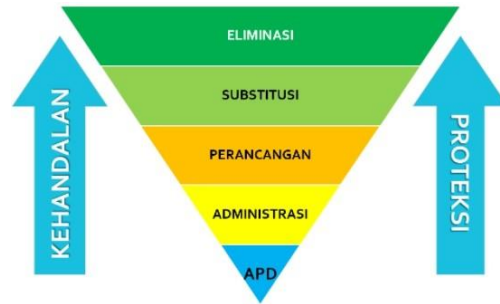 ELIMINASI
SUBSTITUSI
PERANCANGAN
ADMINISTRASI
APD
KEHANDALAN
PROTEKSI